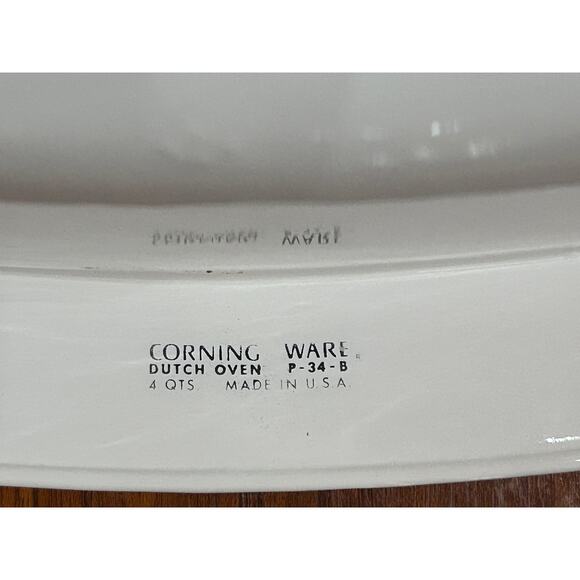 CORNING WARE®
DUTCH OVEN P-34-B
4 QTS. MADE IN U.S.A.